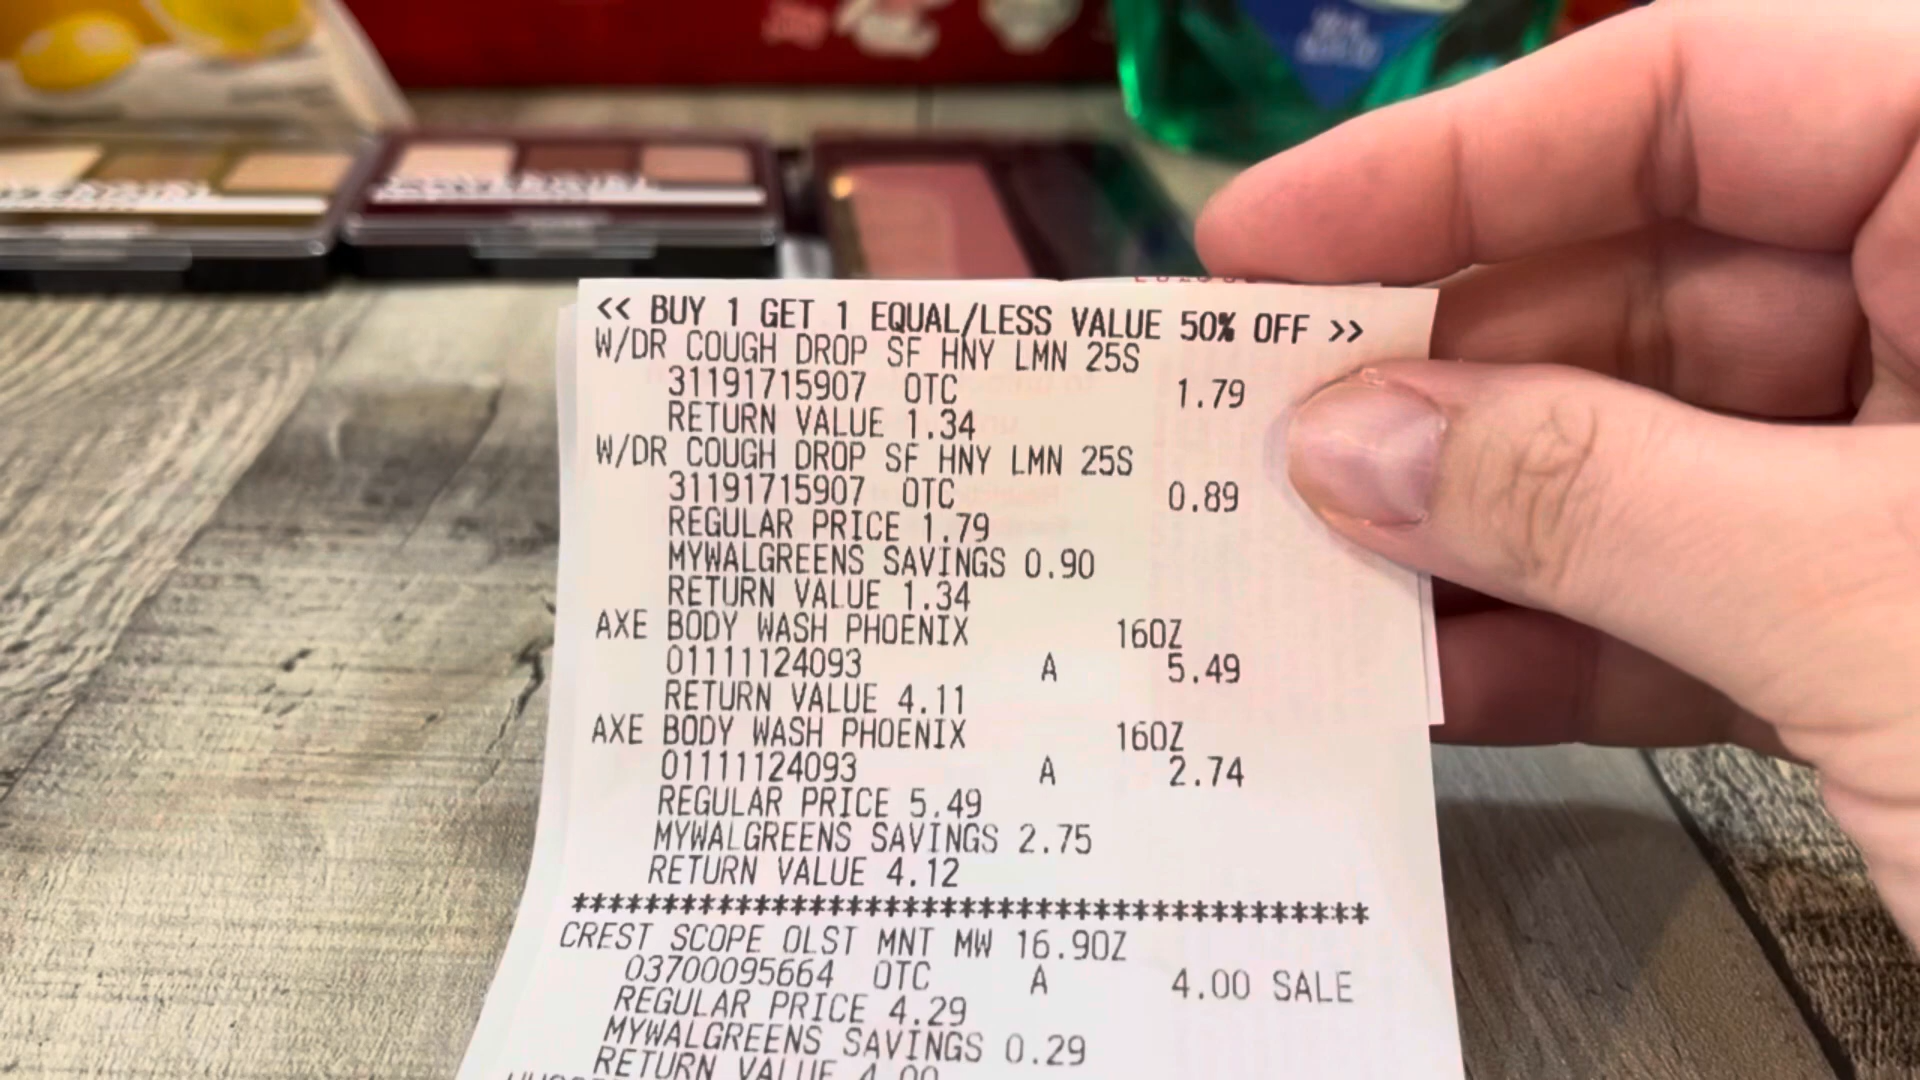 << BUY 1 GET 1 EQUAL/LESS VALUE 50% OFF >>
W/DR COUGH DROP SF HNY LMN 25S
31191715907 OTC 1.79
RETURN VALUE 1.34
W/DR COUGH DROP SF HNY LMN 25S
31191715907 OTC 0.89
REGULAR PRICE 1.79
MYWALGREENS SAVINGS 0.90
RETURN VALUE 1.34
AXE BODY WASH PHOENIX 16OZ
01111124093 A 5.49
RETURN VALUE 4.11
AXE BODY WASH PHOENIX 16OZ
01111124093 A 2.74
REGULAR PRICE 5.49
MYWALGREENS SAVINGS 2.75
RETURN VALUE 4.12
********************************************
CREST SCOPE OLST MNT MW 16.9OZ
03700095664 OTC A 4.00 SALE
REGULAR PRICE 4.29
MYWALGREENS SAVINGS 0.29
RETURN VALUE 4.00